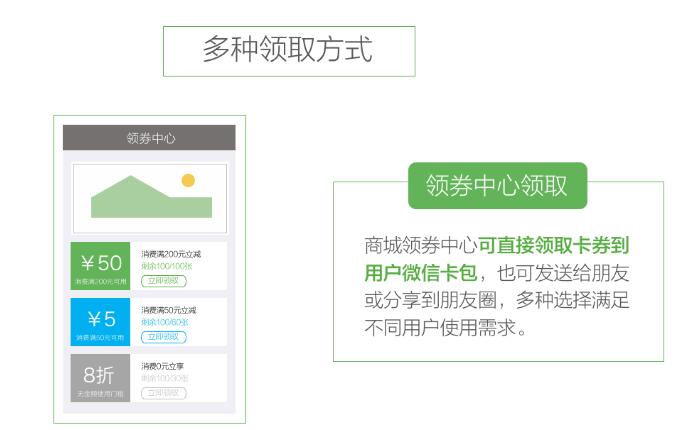 多种领取方式
领券中心
¥50
消费满200元可用
消费满200元立减
剩余100/100张
立即领取
¥5
消费满50元可用
消费满50元立减
剩余100/60张
立即领取
8折
无金额使用门槛
消费0元立享
剩余100/30张
立即领取
领券中心领取
商城领券中心可直接领取卡券到
用户微信卡包，也可发送给朋友
或分享到朋友圈，多种选择满足
不同用户使用需求。